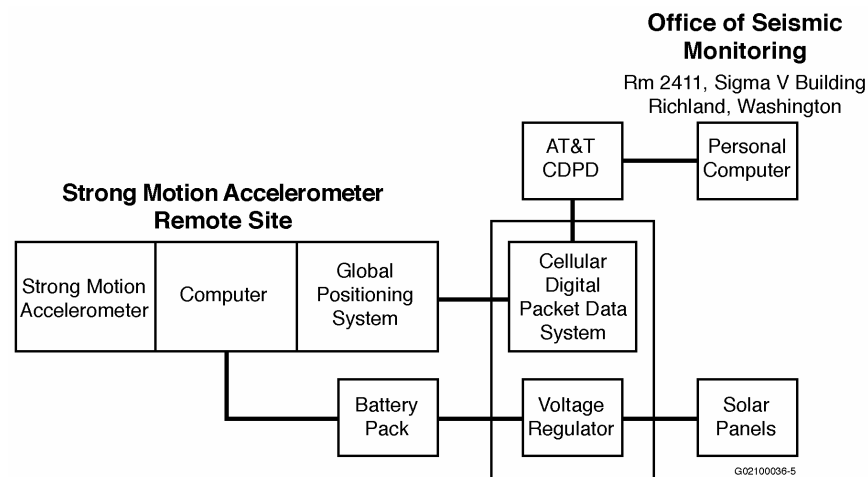 Office of Seismic
Monitoring
Rm 2411, Sigma V Building
Richland, Washington
AT&T
CDPD
Personal
Computer
Strong Motion Accelerometer
Remote Site
Strong Motion
Accelerometer
Computer
Global
Positioning
System
Cellular
Digital
Packet Data
System
Battery
Pack
Voltage
Regulator
Solar
Panels
G02100036-5